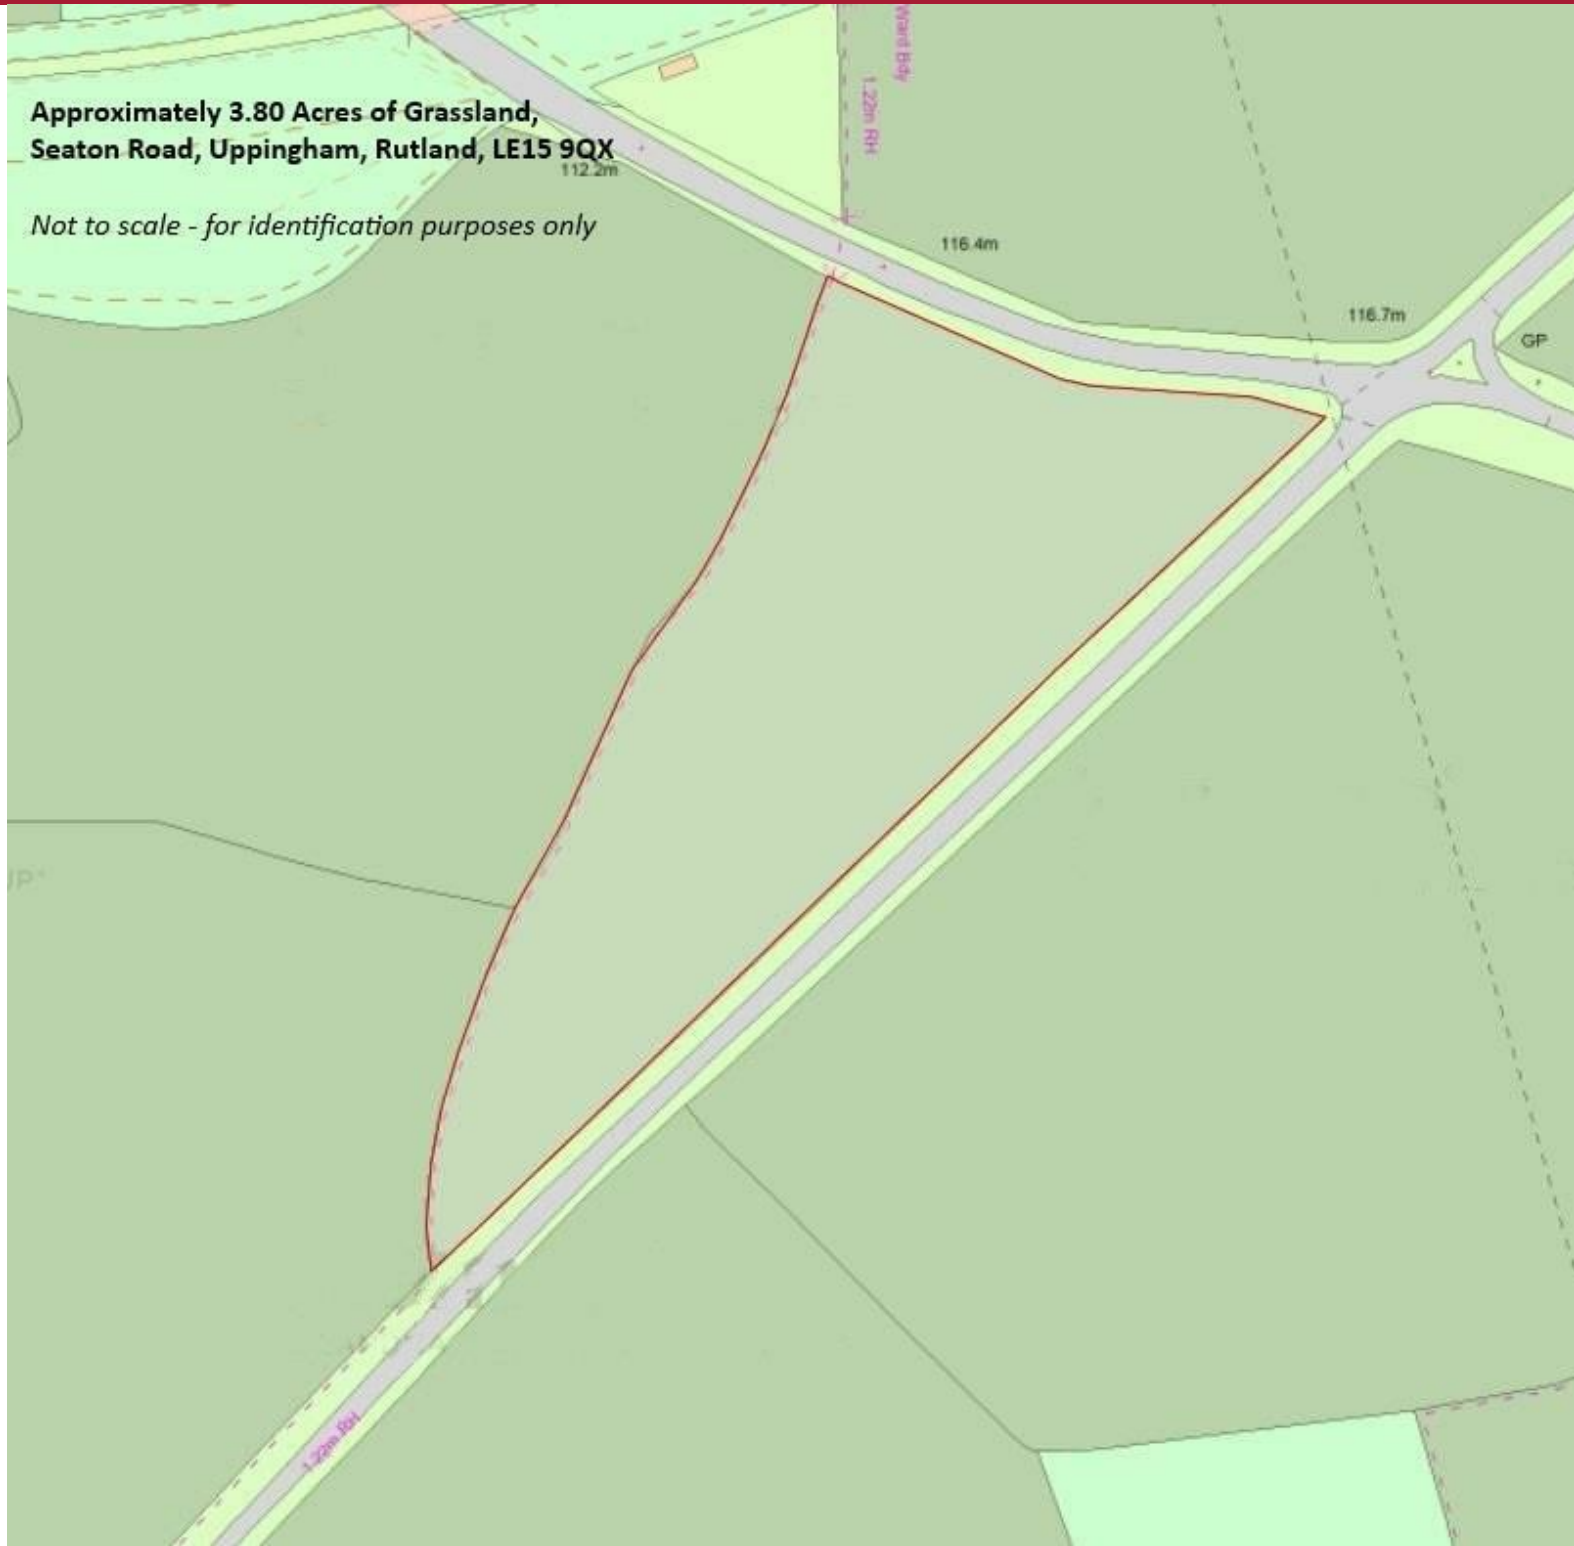 Approximately 3.80 Acres of Grassland,
Seaton Road, Uppingham, Rutland, LE15 9QX
Not to scale - for identification purposes only
112.2m
Ward Bdy
1.22m RH
116.4m
116.7m
GP
1.22m RH